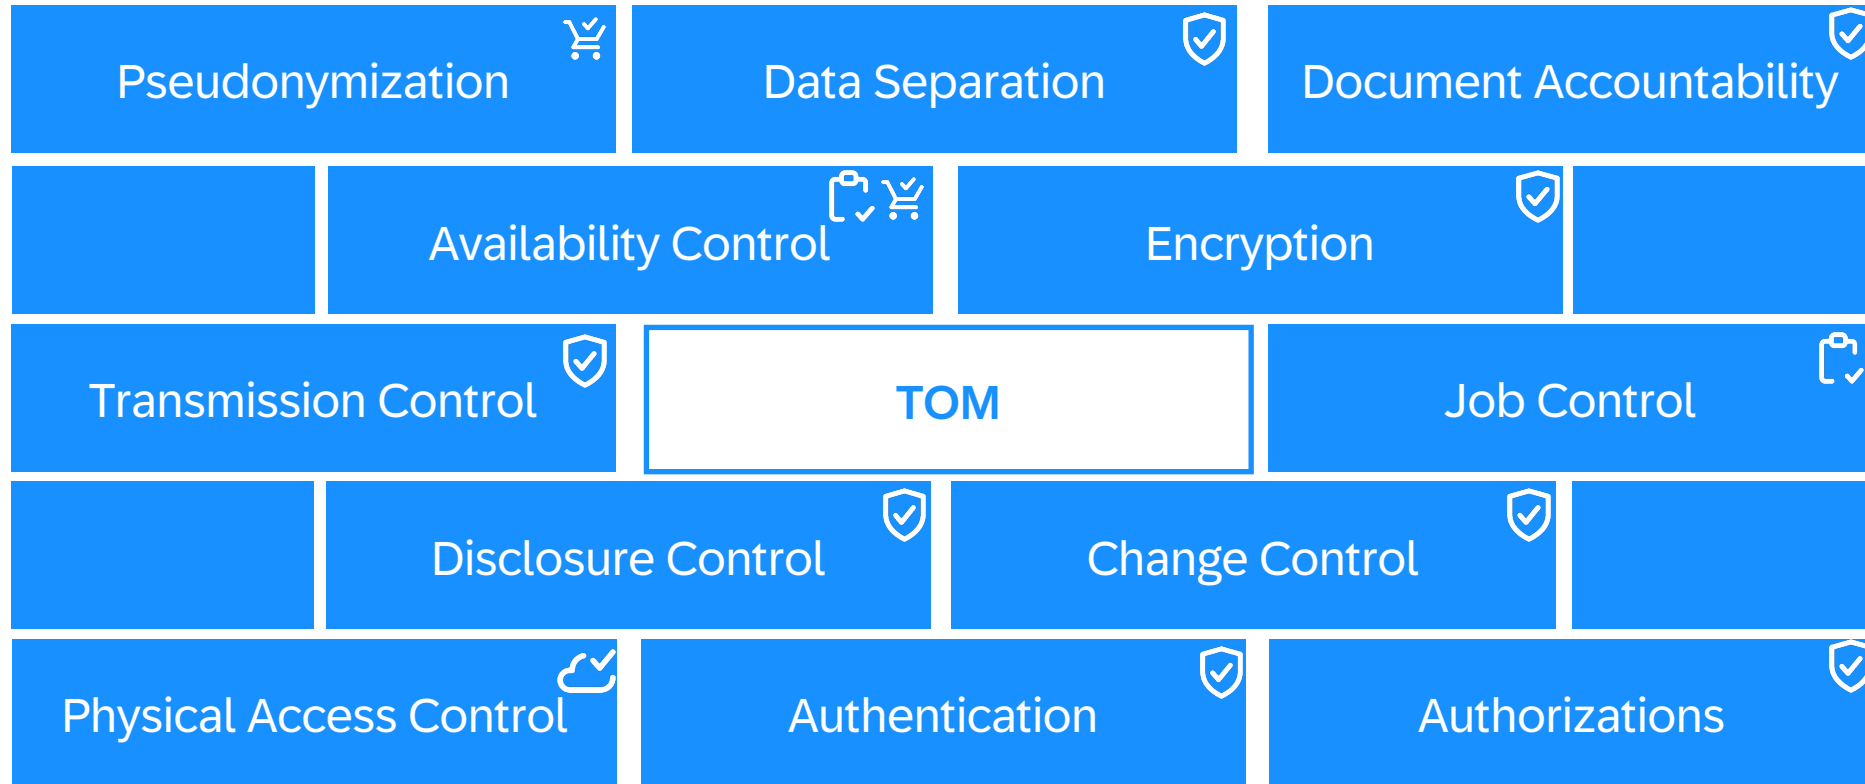 Pseudonymization
Data Separation
Document Accountability
Availability Control
Encryption
Transmission Control
TOM
Job Control
Disclosure Control
Change Control
Physical Access Control
Authentication
Authorizations